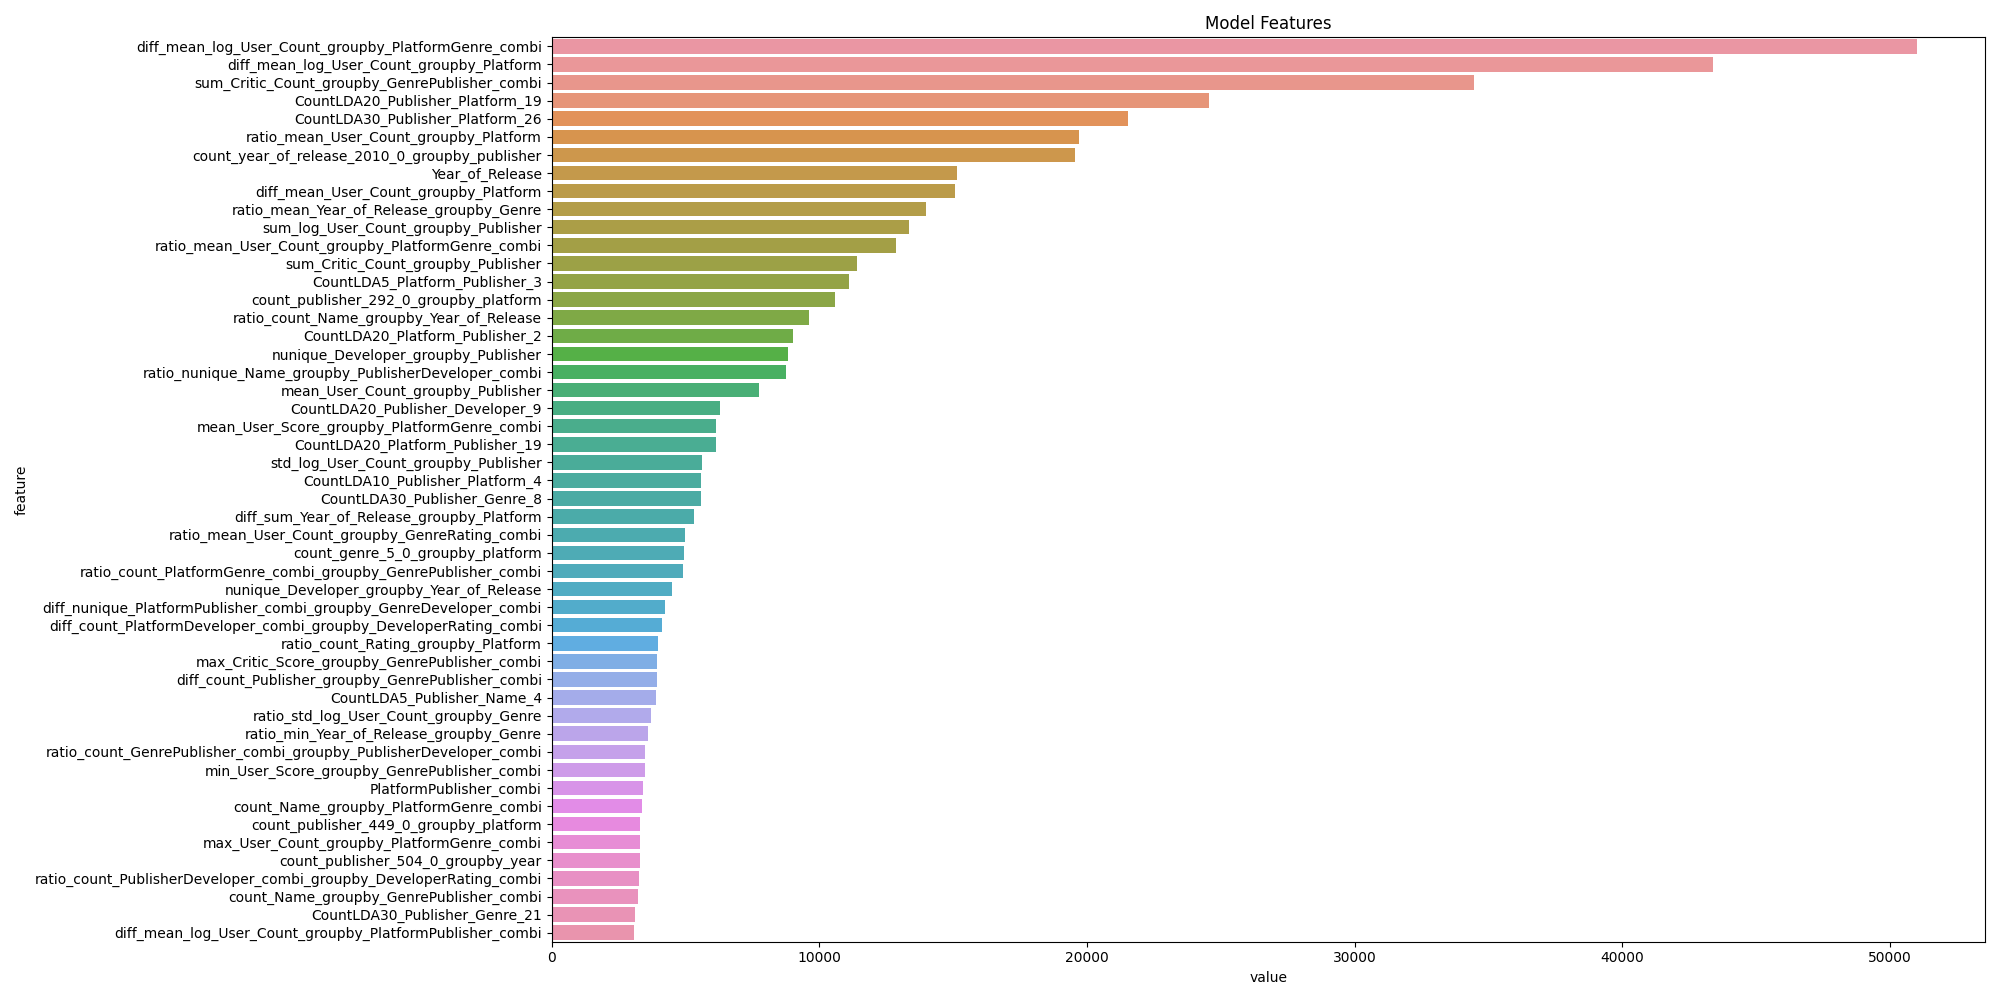 Model Features
feature
diff_mean_log_User_Count_groupby_PlatformGenre_combi
diff_mean_log_User_Count_groupby_Platform
sum_Critic_Count_groupby_GenrePublisher_combi
CountLDA20_Publisher_Platform_19
CountLDA30_Publisher_Platform_26
ratio_mean_User_Count_groupby_Platform
count_year_of_release_2010_0_groupby_publisher
Year_of_Release
diff_mean_User_Count_groupby_Platform
ratio_mean_Year_of_Release_groupby_Genre
sum_log_User_Count_groupby_Publisher
ratio_mean_User_Count_groupby_PlatformGenre_combi
sum_Critic_Count_groupby_Publisher
CountLDA5_Platform_Publisher_3
count_publisher_292_0_groupby_platform
ratio_count_Name_groupby_Year_of_Release
CountLDA20_Platform_Publisher_2
nunique_Developer_groupby_Publisher
ratio_nunique_Name_groupby_PublisherDeveloper_combi
mean_User_Count_groupby_Publisher
CountLDA20_Publisher_Developer_9
mean_User_Score_groupby_PlatformGenre_combi
CountLDA20_Platform_Publisher_19
std_log_User_Count_groupby_Publisher
CountLDA10_Publisher_Platform_4
CountLDA30_Publisher_Genre_8
diff_sum_Year_of_Release_groupby_Platform
ratio_mean_User_Count_groupby_GenreRating_combi
count_genre_5_0_groupby_platform
ratio_count_PlatformGenre_combi_groupby_GenrePublisher_combi
nunique_Developer_groupby_Year_of_Release
diff_nunique_PlatformPublisher_combi_groupby_GenreDeveloper_combi
diff_count_PlatformDeveloper_combi_groupby_DeveloperRating_combi
ratio_count_Rating_groupby_Platform
max_Critic_Score_groupby_GenrePublisher_combi
diff_count_Publisher_groupby_GenrePublisher_combi
CountLDA5_Publisher_Name_4
ratio_std_log_User_Count_groupby_Genre
ratio_min_Year_of_Release_groupby_Genre
ratio_count_GenrePublisher_combi_groupby_PublisherDeveloper_combi
min_User_Score_groupby_GenrePublisher_combi
PlatformPublisher_combi
count_Name_groupby_PlatformGenre_combi
count_publisher_449_0_groupby_platform
max_User_Count_groupby_PlatformGenre_combi
count_publisher_504_0_groupby_year
ratio_count_PublisherDeveloper_combi_groupby_DeveloperRating_combi
count_Name_groupby_GenrePublisher_combi
CountLDA30_Publisher_Genre_21
diff_mean_log_User_Count_groupby_PlatformPublisher_combi
0 10000 20000 30000 40000 50000
value